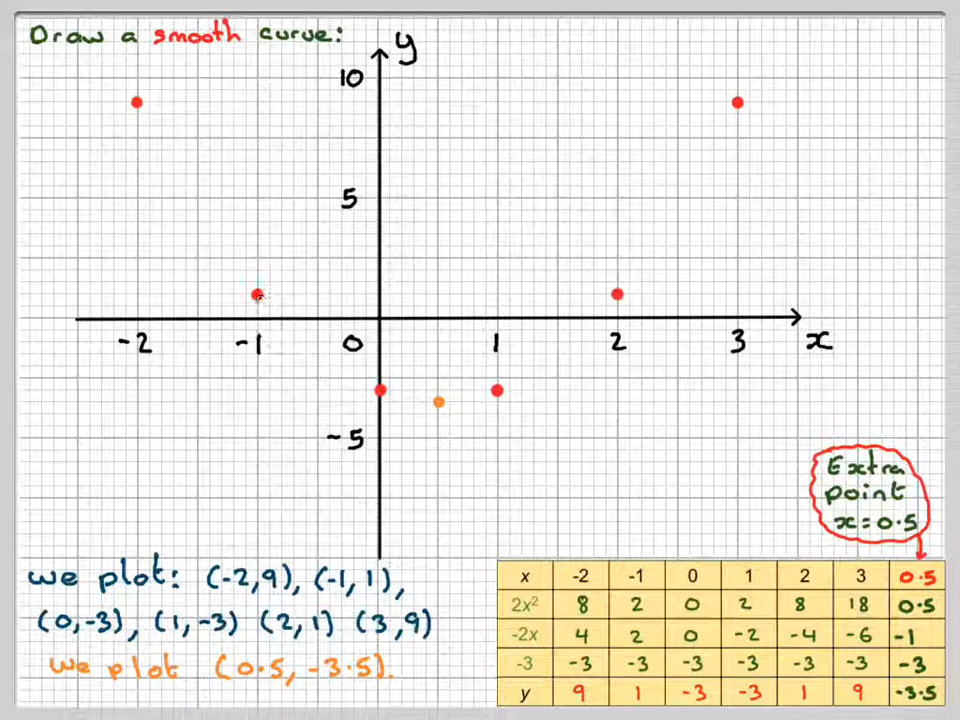 Draw a smooth curve:
y
10
5
-2 -1 0 1 2 3 x
-5
Extra
point
x=0.5
we plot: (-2,9), (-1,1),
(0,-3), (1,-3) (2,1) (3,9)
we plot (0.5, -3.5).
x -2 -1 0 1 2 3 0.5
2x² 8 2 0 2 8 18 0.5
-2x 4 2 0 -2 -4 -6 -1
-3 -3 -3 -3 -3 -3 -3 -3
y 9 1 -3 -3 1 9 -3.5